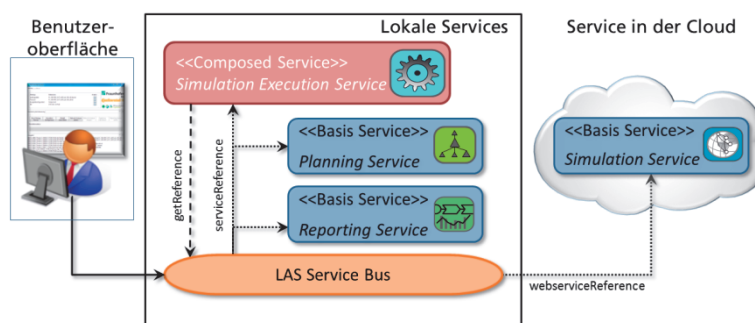 Benutzer-
oberfläche
Lokale Services
Service in der Cloud
<<Composed Service>>
Simulation Execution Service
<<Basis Service>>
Planning Service
<<Basis Service>>
Reporting Service
<<Basis Service>>
Simulation Service
getReference
serviceReference
LAS Service Bus
webserviceReference